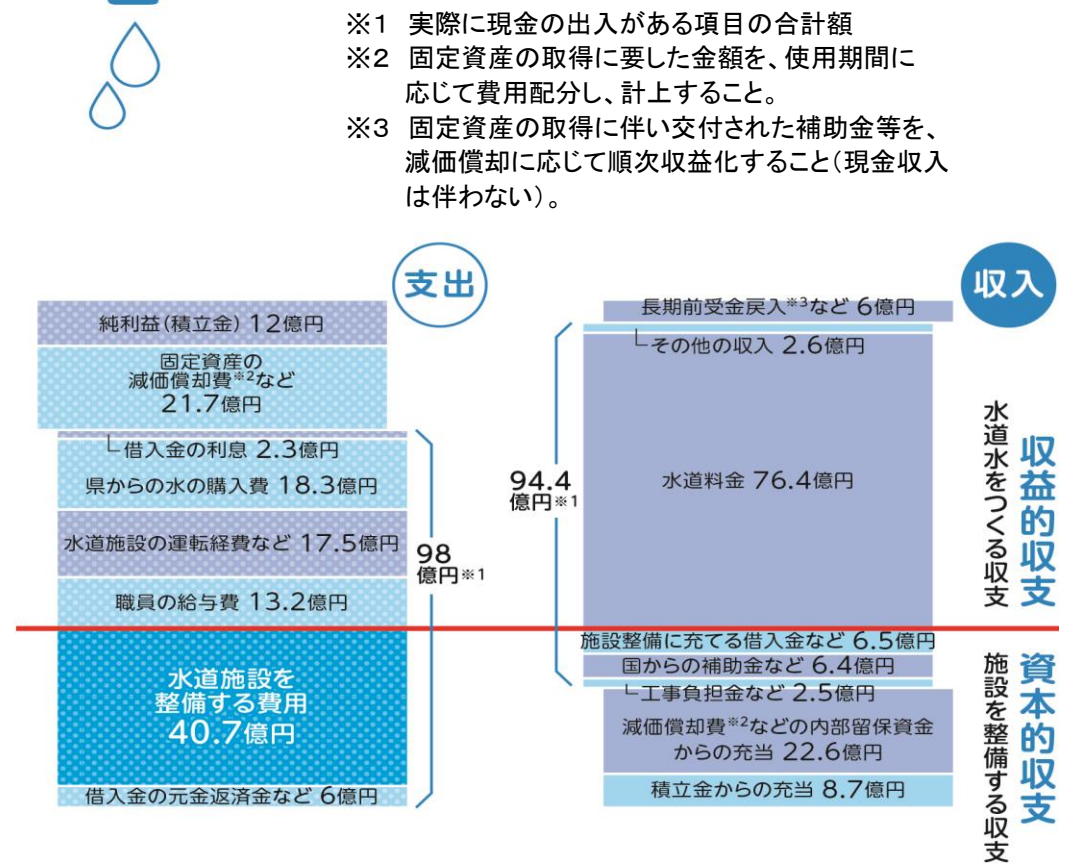 ※1 実際に現金の出入がある項目の合計額
※2 固定資産の取得に要した金額を、使用期間に
応じて費用配分し、計上すること。
※3 固定資産の取得に伴い交付された補助金等を、
減価償却に応じて順次収益化すること(現金収入
は伴わない)。
支出
純利益(積立金) 12億円
固定資産の
減価償却費※2など
21.7億円
借入金の利息 2.3億円
県からの水の購入費 18.3億円
水道施設の運転経費など 17.5億円
職員の給与費 13.2億円
水道施設を
整備する費用
40.7億円
借入金の元金返済金など 6億円
98
億円※1
収入
長期前受金戻入※3など 6億円
その他の収入 2.6億円
水道料金 76.4億円
94.4
億円※1
施設整備に充てる借入金など 6.5億円
国からの補助金など 6.4億円
工事負担金など 2.5億円
減価償却費※2などの内部留保資金
からの充当 22.6億円
積立金からの充当 8.7億円
収益的収支
水道水をつくる収支
資本的収支
施設を整備する収支